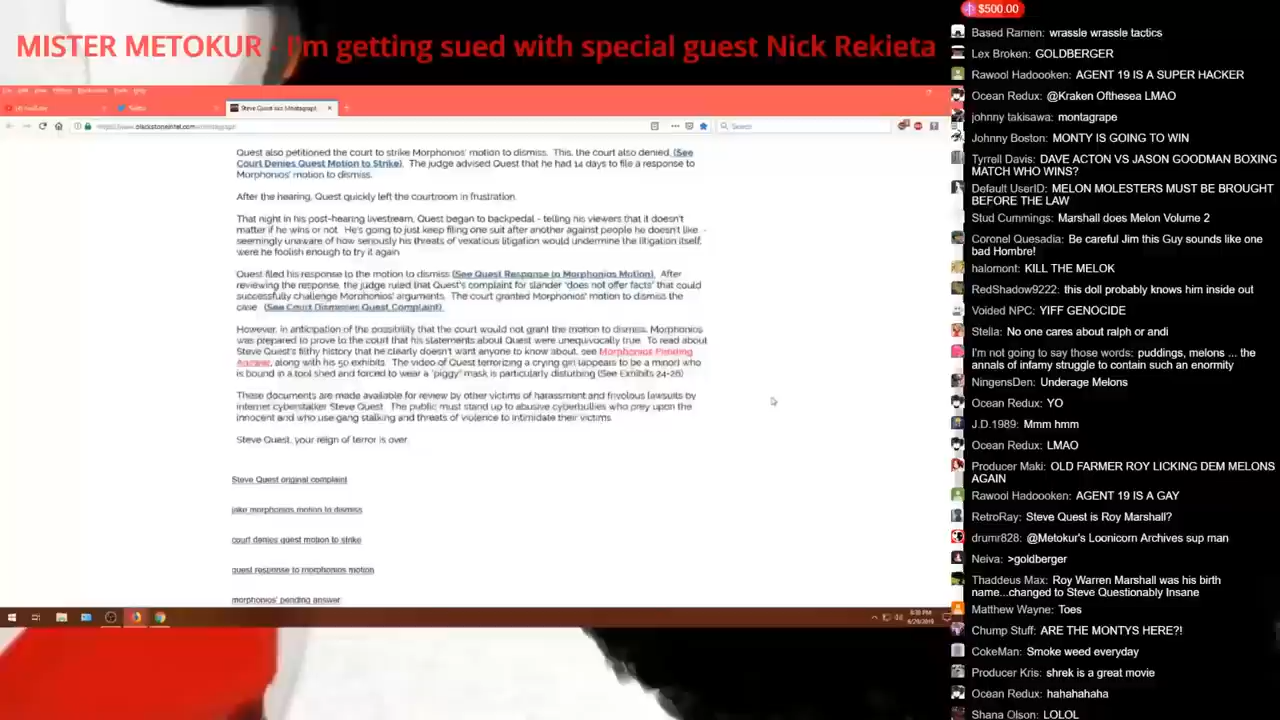 MISTER METOKUR - I'm getting sued with special guest Nick Rekieta
Steve Quest
Search
Quest also petitioned the court to strike Morphonios' motion to dismiss. This, the court also denied, (See
Court Denies Quest Motion to Strike). The judge advised Quest that he had 14 days to file a response to
Morphonios' motion to dismiss.
After the hearing, Quest quickly left the courtroom in frustration.
That night in his post-hearing livestream, Quest began to backpedal - telling his viewers that it doesn't
matter if he wins or not. He's going to just keep filing one suit after another against people he doesn't like -
seemingly unaware of how seriously his threats of vexatious litigation would undermine the litigation itself,
were he foolish enough to try it again.
Quest filed his response to the motion to dismiss (See Quest Response to Morphonios Motion). After
reviewing the response, the judge ruled that Quest's complaint for slander "does not offer facts" that could
successfully challenge Morphonios' arguments. The court granted Morphonios' motion to dismiss the
case. (See Court Dismisses Quest Complaint).
However, in anticipation of the possibility that the court would not grant the motion to dismiss, Morphonios
was prepared to prove to the court that his statements about Quest were unequivocally true. To read about
Steve Quest's filthy history that he clearly doesn't want anyone to know about, see Morphonios Pending
Answer, along with his 50 exhibits. The video of Quest terrorizing a crying girl (appears to be a minor) who
is bound in a tool shed and forced to wear a "piggy" mask is particularly disturbing (See Exhibits 24-26)
These documents are made available for review by other victims of harassment and frivolous lawsuits by
internet cyberstalker Steve Quest. The public must stand up to abusive cyberbullies who prey upon the
innocent and who use gang stalking and threats of violence to intimidate their victims.
Steve Quest, your reign of terror is over.
Steve Quest original complaint
jake morphonios motion to dismiss
court denies quest motion to strike
quest response to morphonios motion
morphonios' pending answer
$500.00
Based Ramen: wrassle wrassle tactics
Lex Broken: GOLDBERGER
Rawool Hadoooken: AGENT 19 IS A SUPER HACKER
Ocean Redux: @Kraken Ofthesea LMAO
johnny takisawa: montagrape
Johnny Boston: MONTY IS GOING TO WIN
Tyrrell Davis: DAVE ACTON VS JASON GOODMAN BOXING
MATCH WHO WINS?
Default UserID: MELON MOLESTERS MUST BE BROUGHT
BEFORE THE LAW
Stud Cummings: Marshall does Melon Volume 2
Coronel Quesadía: Be careful Jim this Guy sounds like one
bad Hombre!
halomont: KILL THE MELOK
RedShadow9222: this doll probably knows him inside out
Voided NPC: YIFF GENOCIDE
Stella: No one cares about ralph or andi
I'm not going to say those words: puddings, melons ... the
annals of infamy struggle to contain such an enormity
NingensDen: Underage Melons
Ocean Redux: YO
J.D.1989: Mmm hmm
Ocean Redux: LMAO
Producer Maki: OLD FARMER ROY LICKING DEM MELONS
AGAIN
Rawool Hadoooken: AGENT 19 IS A GAY
RetroRay: Steve Quest is Roy Marshall?
drumr828: @Metokur's Loonicorn Archives sup man
Neiva: >goldberger
Thaddeus Max: Roy Warren Marshall was his birth
name...changed to Steve Questionably Insane
Matthew Wayne: Toes
Chump Stuff: ARE THE MONTYS HERE?!
CokeMan: Smoke weed everyday
Producer Kris: shrek is a great movie
Ocean Redux: hahahahaha
Shana Olson: LOLOL